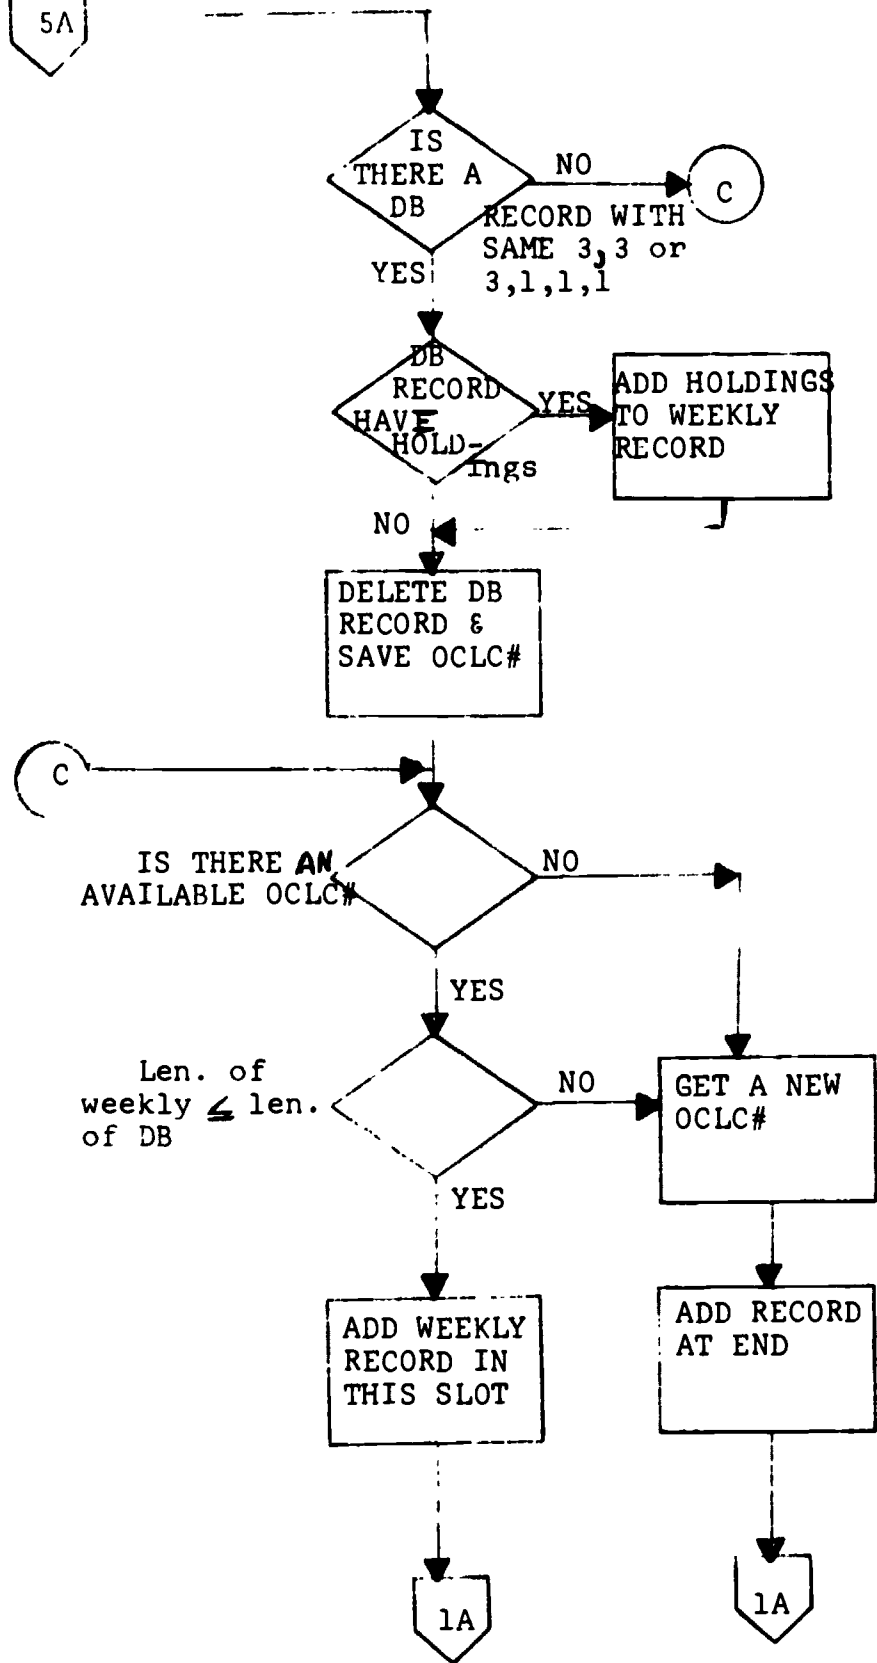 5A
IS
THERE A
DB
NO
C
RECORD WITH
SAME 3,3 or
3,1,1,1
YES
DB
RECORD
HAVE
HOLD-
ings
YES
ADD HOLDINGS
TO WEEKLY
RECORD
NO
DELETE DB
RECORD &
SAVE OCLC#
C
IS THERE AN
AVAILABLE OCLC#
NO
YES
Len. of
weekly ≤ len.
of DB
NO
GET A NEW
OCLC#
YES
ADD WEEKLY
RECORD IN
THIS SLOT
ADD RECORD
AT END
1A
1A